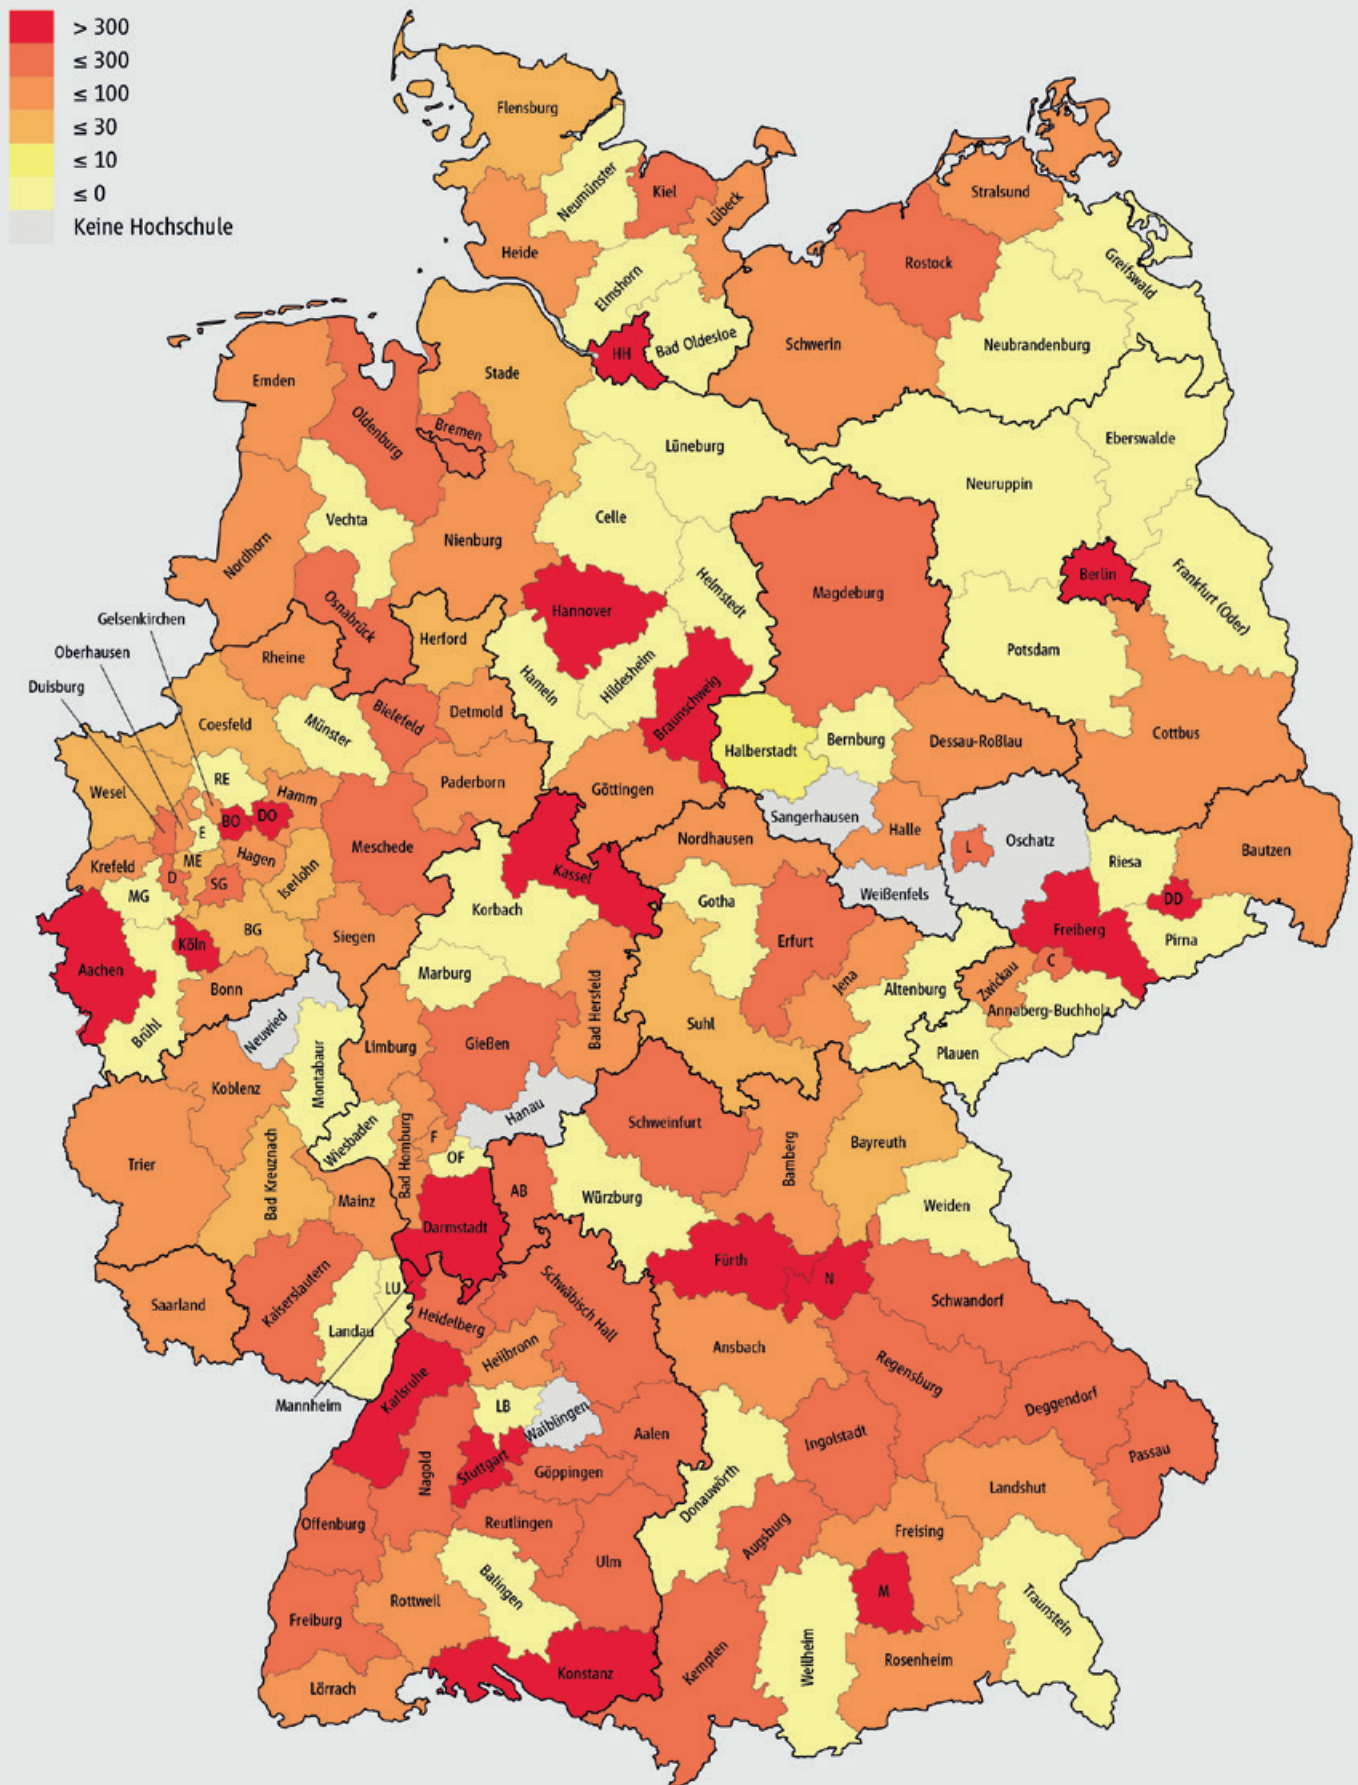 > 300
≤ 300
≤ 100
≤ 30
≤ 10
≤ 0
Keine Hochschule
Flensburg
Neumünster
Kiel
Lübeck
Stralsund
Heide
Rostock
Greifswald
Elmshorn
Bad Oldesloe
HH
Schwerin
Neubrandenburg
Emden
Stade
Oldenburg
Bremen
Lüneburg
Eberswalde
Neuruppin
Vechta
Celle
Nienburg
Nordhorn
Helmstedt
Berlin
Frankfurt (Oder)
Magdeburg
Hannover
Osnabrück
Gelsenkirchen
Herford
Potsdam
Oberhausen
Rheine
Hameln
Hildesheim
Duisburg
Braunschweig
Coesfeld
Münster
Bielefeld
Detmold
Cottbus
Halberstadt
Bernburg
Dessau-Roßlau
RE
Paderborn
Göttingen
Wesel
Hamm
Sangerhausen
BO
DO
Halle
Nordhausen
E
L
Oschatz
Meschede
Bautzen
Krefeld
ME
Hagen
Riesa
Iserlohn
D
SG
Kassel
MG
Weißenfels
Gotha
DD
Korbach
BG
Siegen
Freiberg
Erfurt
Pirna
Köln
Aachen
Marburg
C
Bonn
Jena
Altenburg
Zwickau
Annaberg-Buchholz
Bad Hersfeld
Suhl
Brühl
Neuwied
Limburg
Gießen
Plauen
Montabaur
Koblenz
Hanau
Schweinfurt
Wiesbaden
F
Bad Homburg
OF
Bamberg
Bayreuth
Trier
Bad Kreuznach
Mainz
AB
Würzburg
Weiden
Darmstadt
Fürth
N
Kaiserslautern
LU
Saarland
Schwäbisch Hall
Schwandorf
Heidelberg
Landau
Heilbronn
Ansbach
Regensburg
Mannheim
Karlsruhe
LB
Waiblingen
Deggendorf
Aalen
Ingolstadt
Passau
Nagold
Stuttgart
Göppingen
Donauwörth
Landshut
Offenburg
Reutlingen
Augsburg
Freising
Ulm
Balingen
M
Rottweil
Freiburg
Traunstein
Weilheim
Rosenheim
Kempten
Konstanz
Lörrach